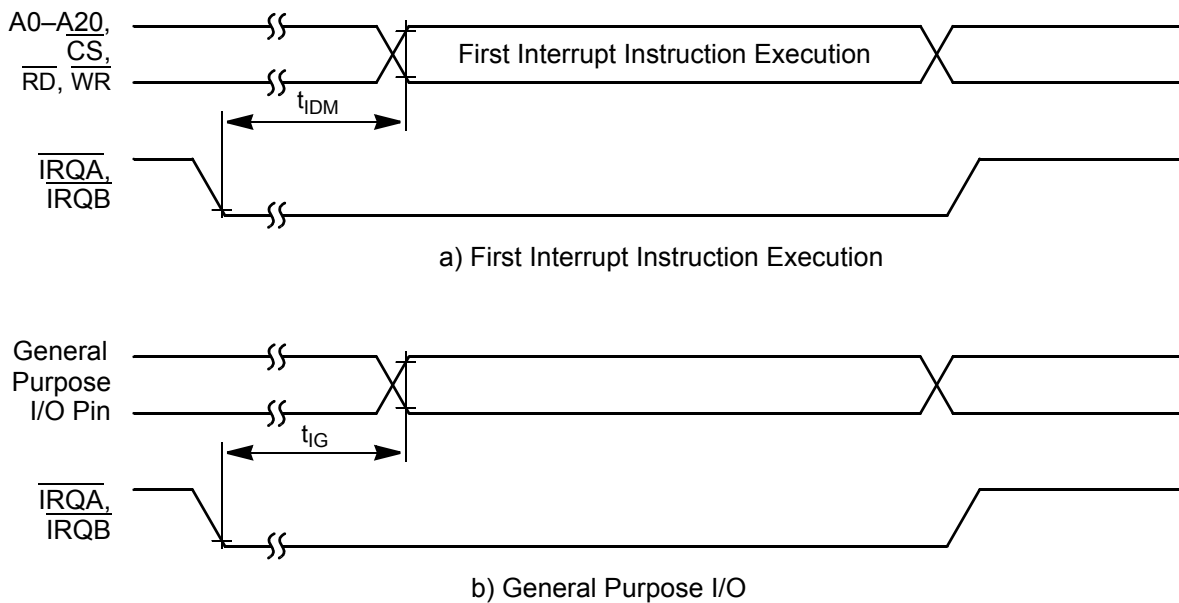 A0–A20,
CS,
RD, WR
First Interrupt Instruction Execution
tIDM
IRQA,
IRQB
a) First Interrupt Instruction Execution
General
Purpose
I/O Pin
tIG
IRQA,
IRQB
b) General Purpose I/O